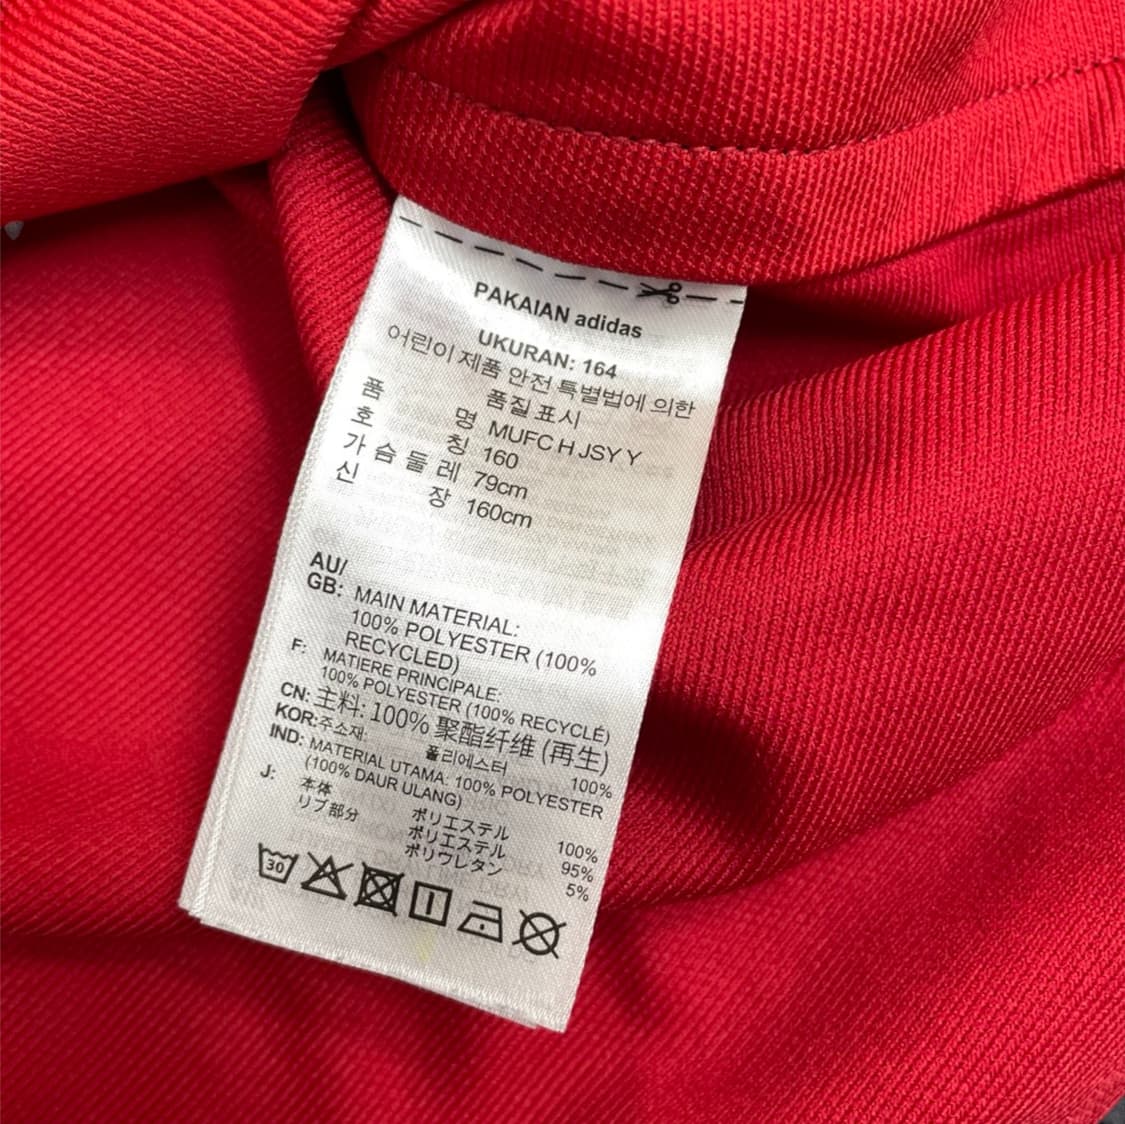 PAKAIAN adidas
UKURAN: 164
어린이 제품 안전 특별법에 의한
품질표시
품 명 MUFC H JSY Y
호 칭 160
가슴둘레 79cm
신 장 160cm
AU/
GB: MAIN MATERIAL:
100% POLYESTER (100%
RECYCLED)
F: MATIERE PRINCIPALE:
100% POLYESTER (100% RECYCLÉ)
CN: 主料: 100% 聚酯纤维 (再生)
KOR: 주소재
폴리에스터 100%
IND: MATERIAL UTAMA: 100% POLYESTER
(100% DAUR ULANG)
J: 本体 ポリエステル 100%
リブ部分 ポリエステル 95%
ポリウレタン 5%
30